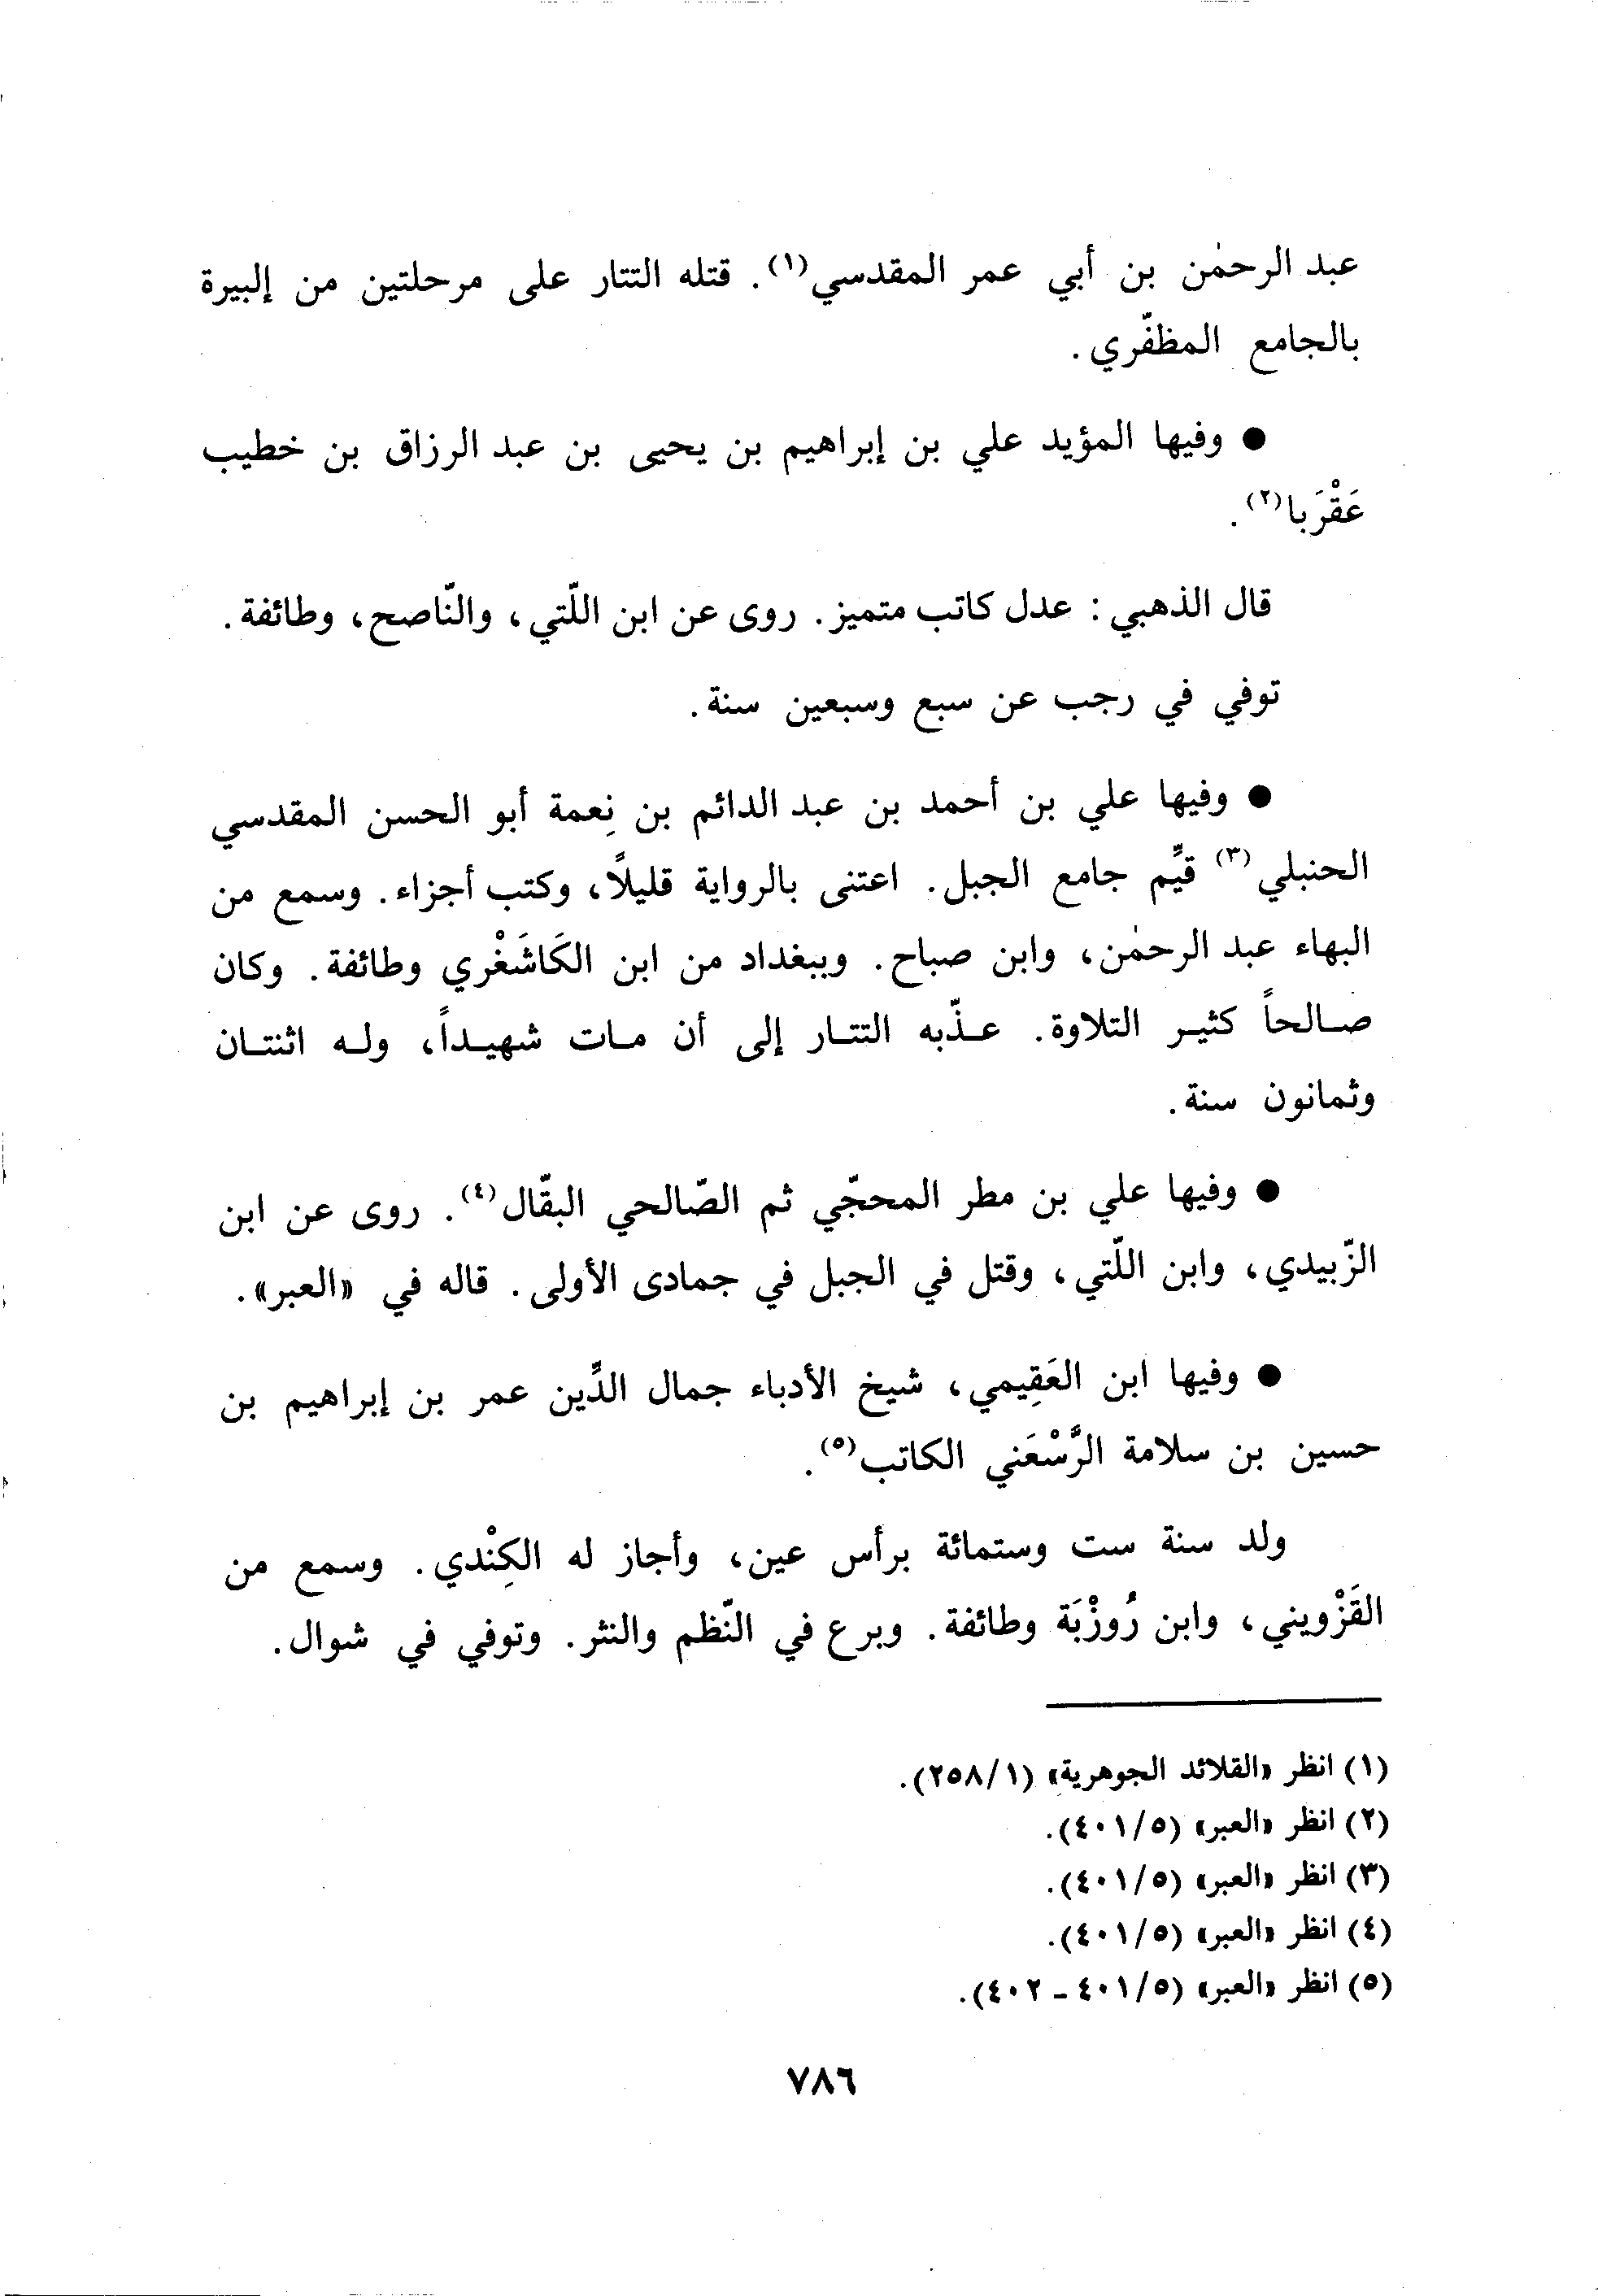 عبد الرحمٰن بن أبي عمر المقدسي(١). قتله التتار على مرحلتين من إلبيرة
بالجامع المظفّري.
● وفيها المؤيد علي بن إبراهيم بن يحيى بن عبد الرزاق بن خطيب
عَقْرَبا(٢).
قال الذهبي: عدل كاتب متميز. روى عن ابن اللّتي، والنّاصح، وطائفة.
توفي في رجب عن سبع وسبعين سنة.
● وفيها علي بن أحمد بن عبد الدائم بن نِعمة أبو الحسن المقدسي
الحنبلي(٣) قيِّم جامع الجبل. اعتنى بالرواية قليلاً، وكتب أجزاء. وسمع من
البهاء عبد الرحمٰن، وابن صباح. وببغداد من ابن الكَاشَغْري وطائفة. وكان
صالحاً كثير التلاوة. عذّبه التتار إلى أن مات شهيداً، وله اثنتان
وثمانون سنة.
● وفيها علي بن مطر المحجّي ثم الصّالحي البقّال(٤). روى عن ابن
الزّبيدي، وابن اللّتي، وقتل في الجبل في جمادى الأولى. قاله في «العبر».
● وفيها ابن العَقِيمي، شيخ الأدباء جمال الدِّين عمر بن إبراهيم بن
حسين بن سلامة الرَّسْعَني الكاتب(٥).
ولد سنة ست وستمائة برأس عين، وأجاز له الكِنْدي. وسمع من
القَزْويني، وابن رُوزْبَة وطائفة. وبرع في النّظم والنثر. وتوفي في شوال.
(١) انظر «القلائد الجوهرية» (٢٥٨/١).
(٢) انظر «العبر» (٤٠١/٥).
(٣) انظر «العبر» (٤٠١/٥).
(٤) انظر «العبر» (٤٠١/٥).
(٥) انظر «العبر» (٤٠١/٥ - ٤٠٢).
٧٨٦